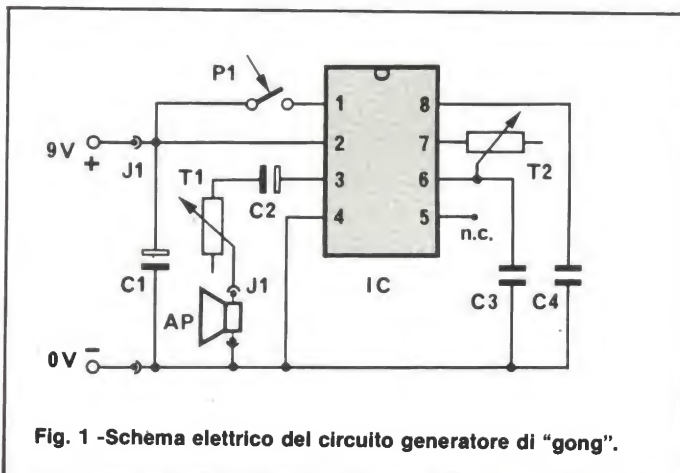 P1
1 8
9V + J1
2 7
T1 T2
3 6
C2
4 5
n.c.
C1 J1 IC C3 C4
AP
0V −
Fig. 1 -Schema elettrico del circuito generatore di "gong".